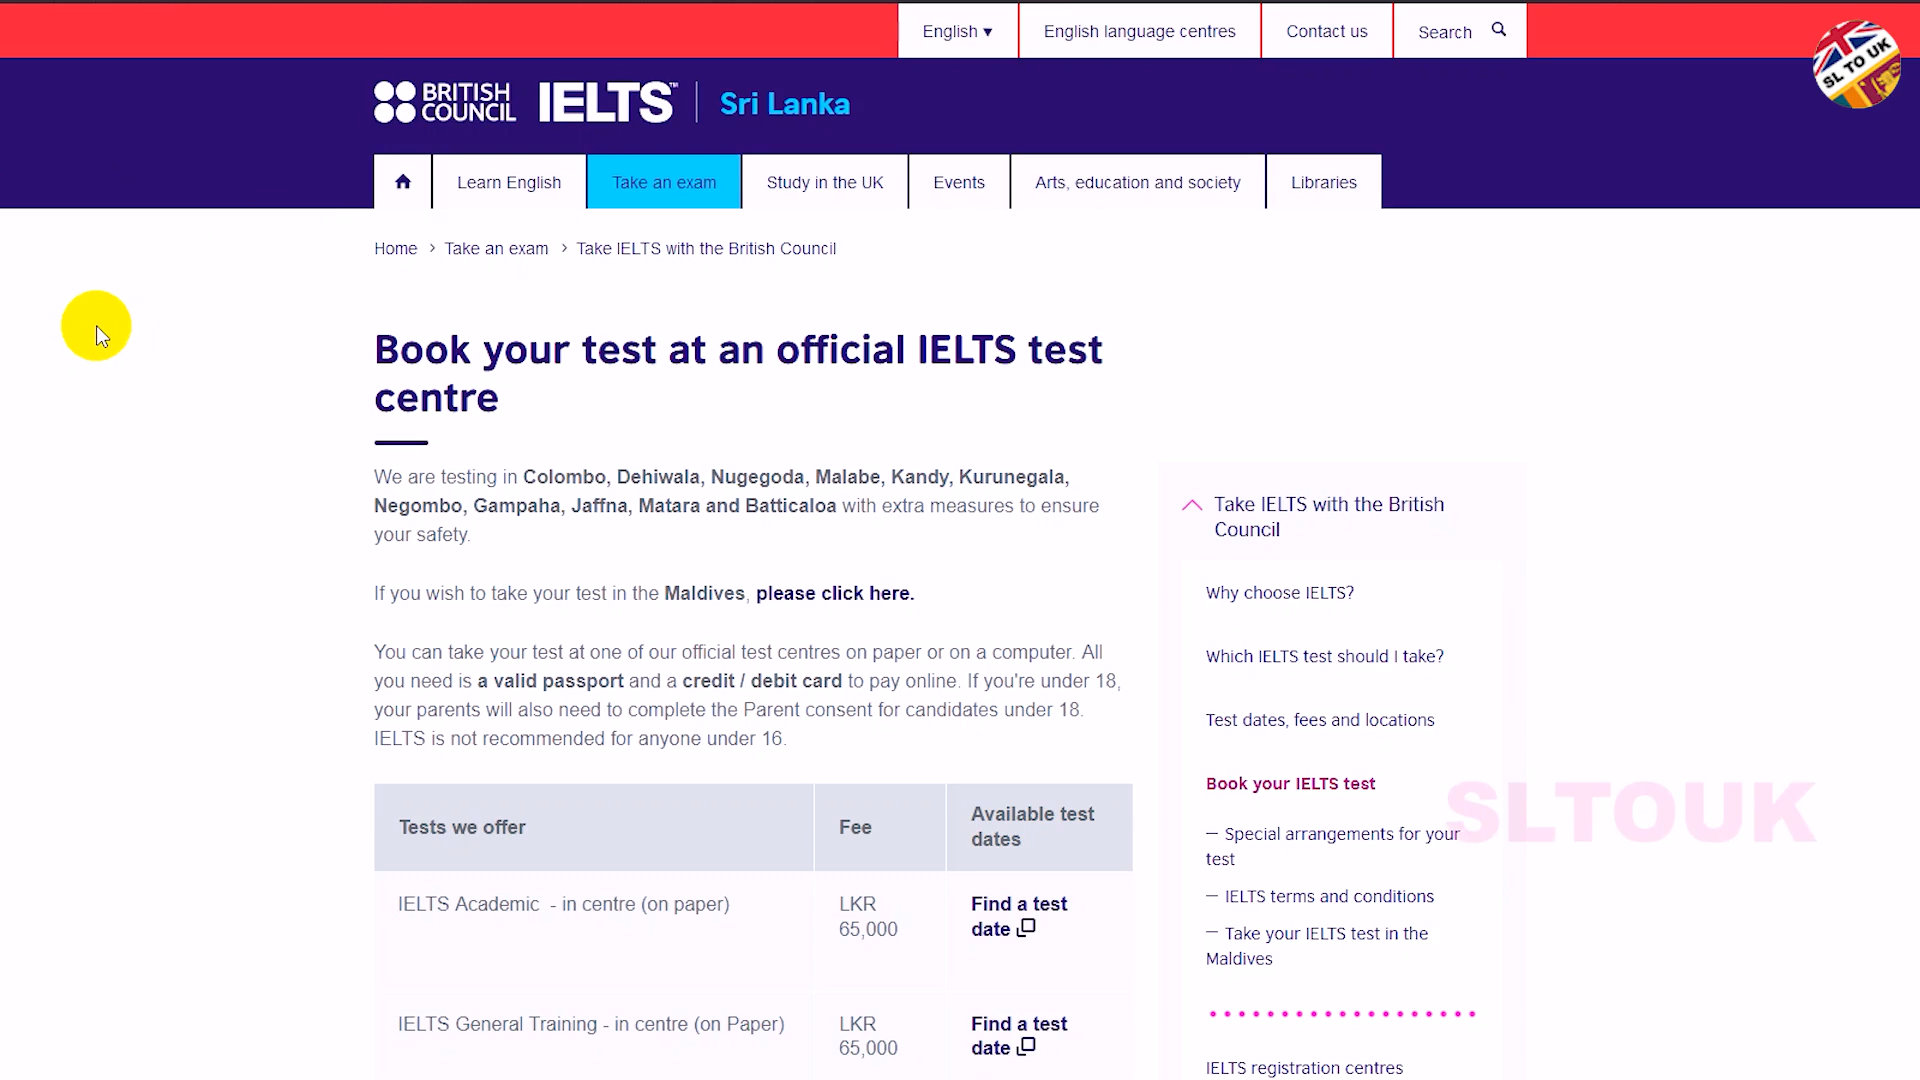 English ▾
English language centres
Contact us
Search
SL TO UK
BRITISH
COUNCIL
IELTS™
Sri Lanka
Learn English
Take an exam
Study in the UK
Events
Arts, education and society
Libraries
Home > Take an exam > Take IELTS with the British Council
Book your test at an official IELTS test
centre
We are testing in Colombo, Dehiwala, Nugegoda, Malabe, Kandy, Kurunegala,
Negombo, Gampaha, Jaffna, Matara and Batticaloa with extra measures to ensure
your safety.
If you wish to take your test in the Maldives, please click here.
You can take your test at one of our official test centres on paper or on a computer. All
you need is a valid passport and a credit / debit card to pay online. If you're under 18,
your parents will also need to complete the Parent consent for candidates under 18.
IELTS is not recommended for anyone under 16.
Tests we offer
Fee
Available test
dates
IELTS Academic - in centre (on paper)
LKR
65,000
Find a test
date
IELTS General Training - in centre (on Paper)
LKR
65,000
Find a test
date
Take IELTS with the British
Council
Why choose IELTS?
Which IELTS test should I take?
Test dates, fees and locations
Book your IELTS test
— Special arrangements for your
test
— IELTS terms and conditions
— Take your IELTS test in the
Maldives
IELTS registration centres
SLTOUK